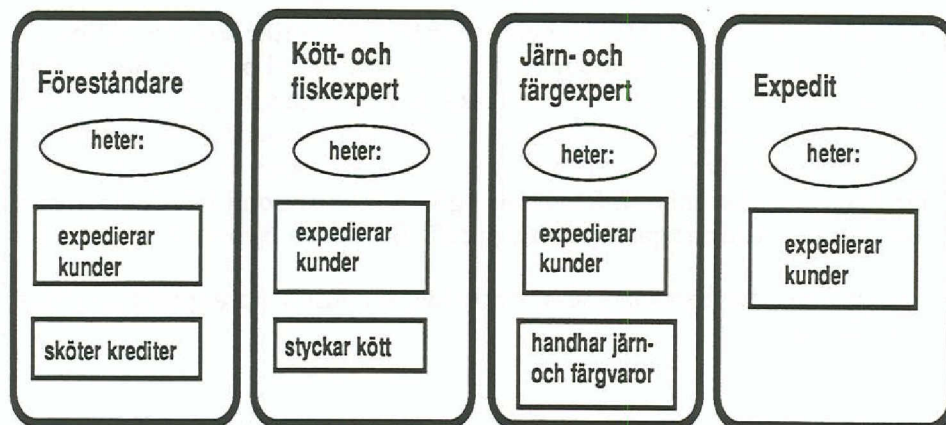 Föreståndare
heter:
expedierar
kunder
sköter krediter
Kött- och
fiskexpert
heter:
expedierar
kunder
styckar kött
Järn- och
färgexpert
heter:
expedierar
kunder
handhar järn-
och färgvaror
Expedit
heter:
expedierar
kunder